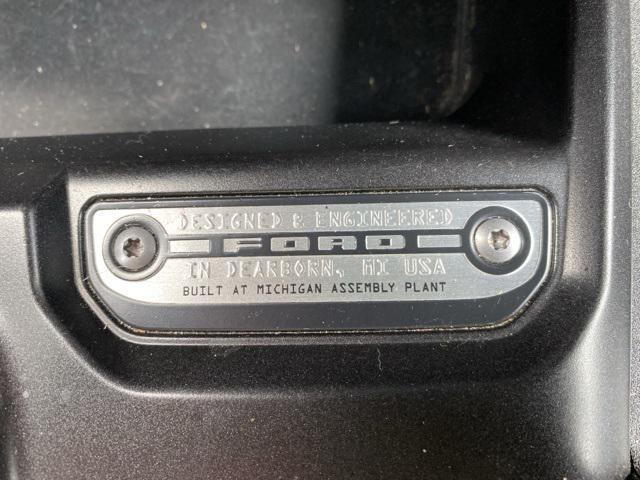 DESIGNED & ENGINEERED
FORD
IN DEARBORN, MI USA
BUILT AT MICHIGAN ASSEMBLY PLANT